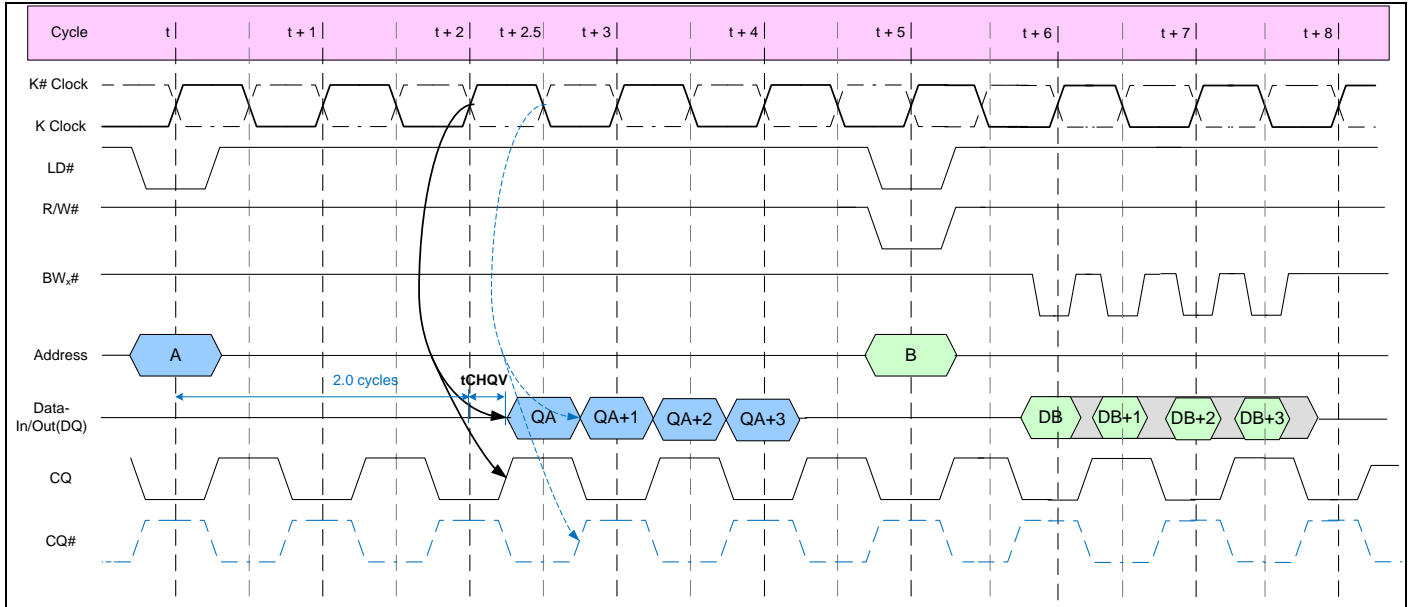 Cycle t t + 1 t + 2 t + 2.5 t + 3 t + 4 t + 5 t + 6 t + 7 t + 8
K# Clock
K Clock
LD#
R/W#
BWx#
Address A B
2.0 cycles tCHQV
Data-
In/Out(DQ) QA QA+1 QA+2 QA+3 DB DB+1 DB+2 DB+3
CQ
CQ#